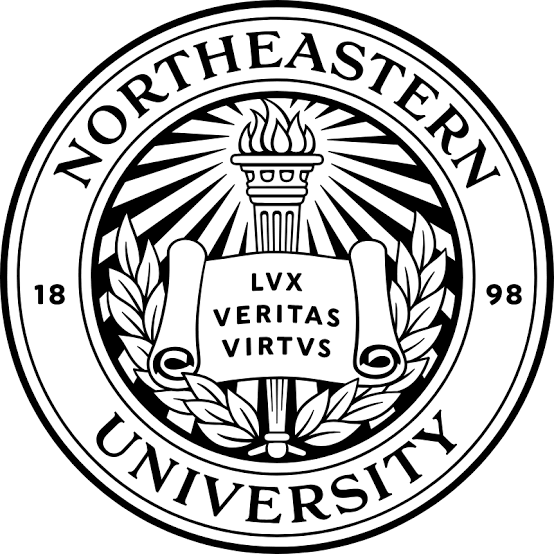 NORTHEASTERN
18 98
LVX
VERITAS
VIRTVS
UNIVERSITY